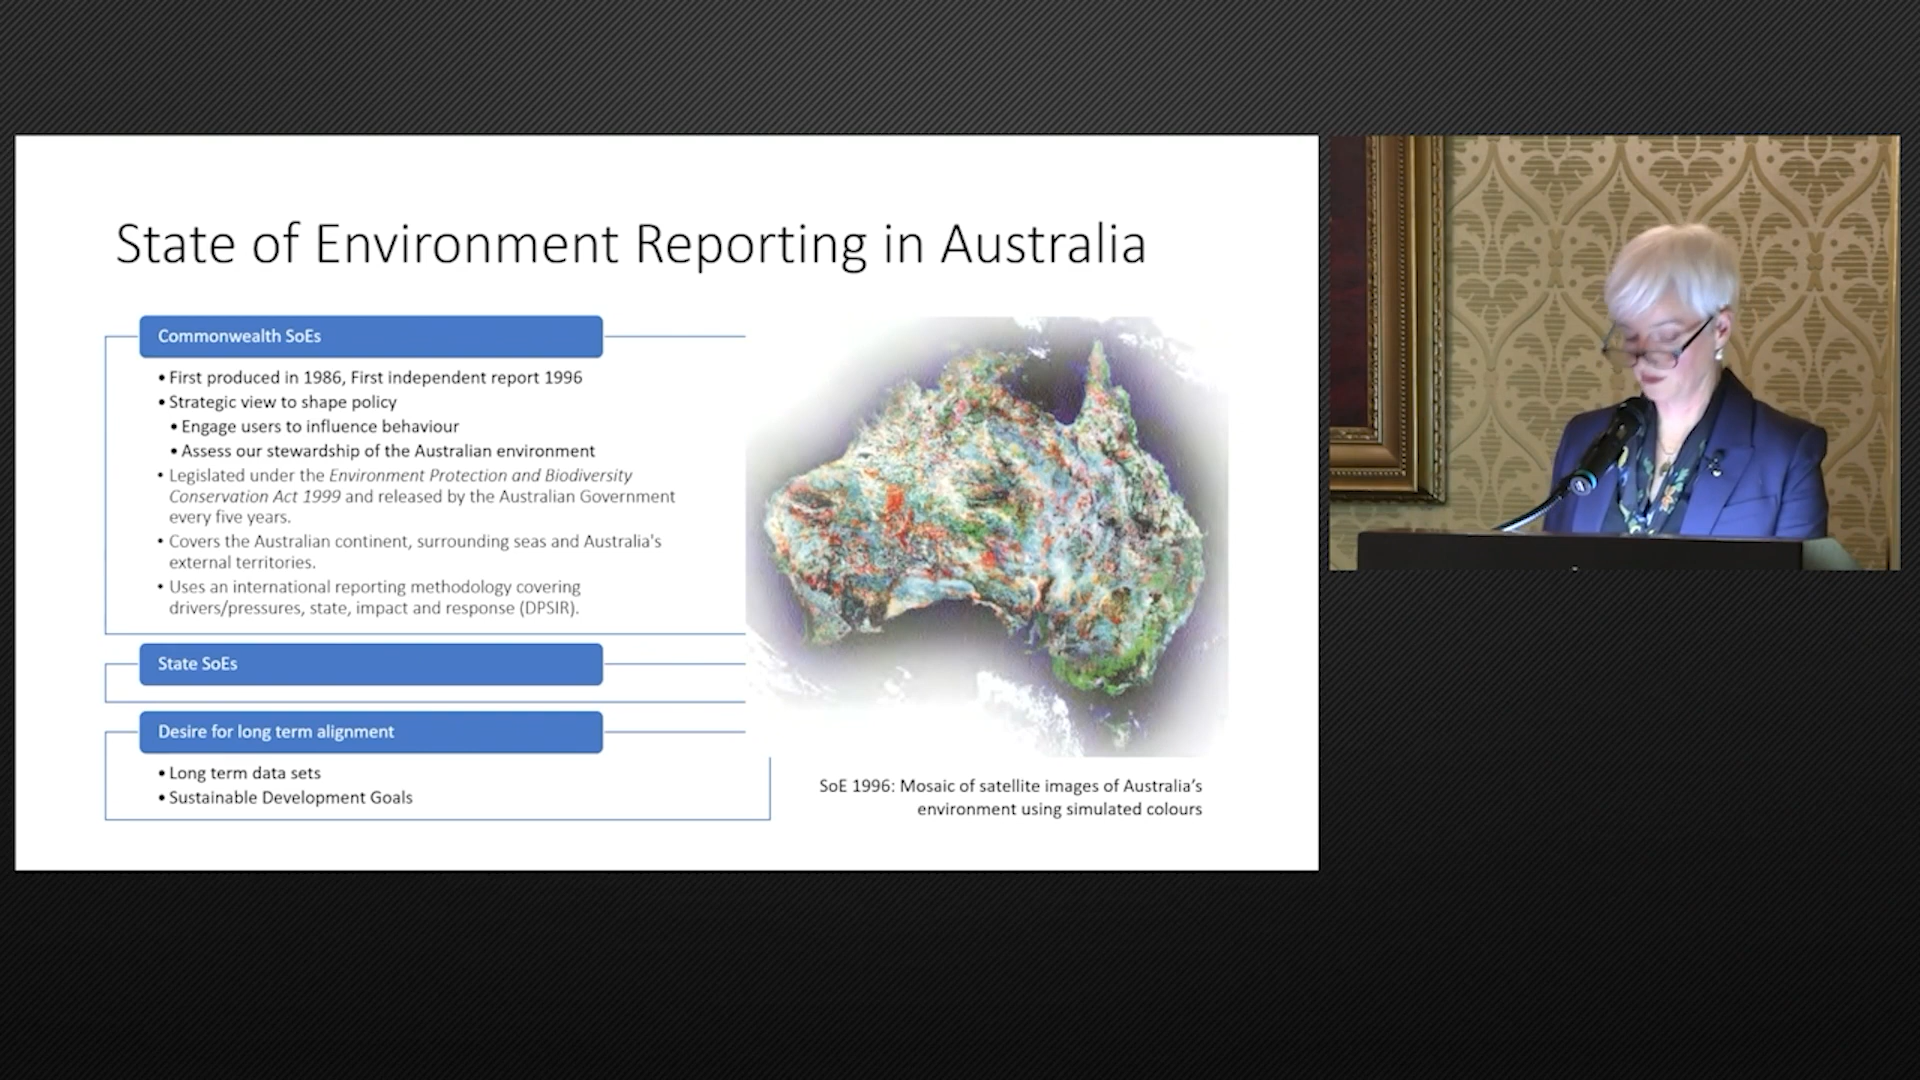 State of Environment Reporting in Australia
Commonwealth SoEs
• First produced in 1986, First independent report 1996
• Strategic view to shape policy
• Engage users to influence behaviour
• Assess our stewardship of the Australian environment
• Legislated under the Environment Protection and Biodiversity
Conservation Act 1999 and released by the Australian Government
every five years.
• Covers the Australian continent, surrounding seas and Australia's
external territories.
• Uses an international reporting methodology covering
drivers/pressures, state, impact and response (DPSIR).
State SoEs
Desire for long term alignment
• Long term data sets
• Sustainable Development Goals
SoE 1996: Mosaic of satellite images of Australia’s
environment using simulated colours